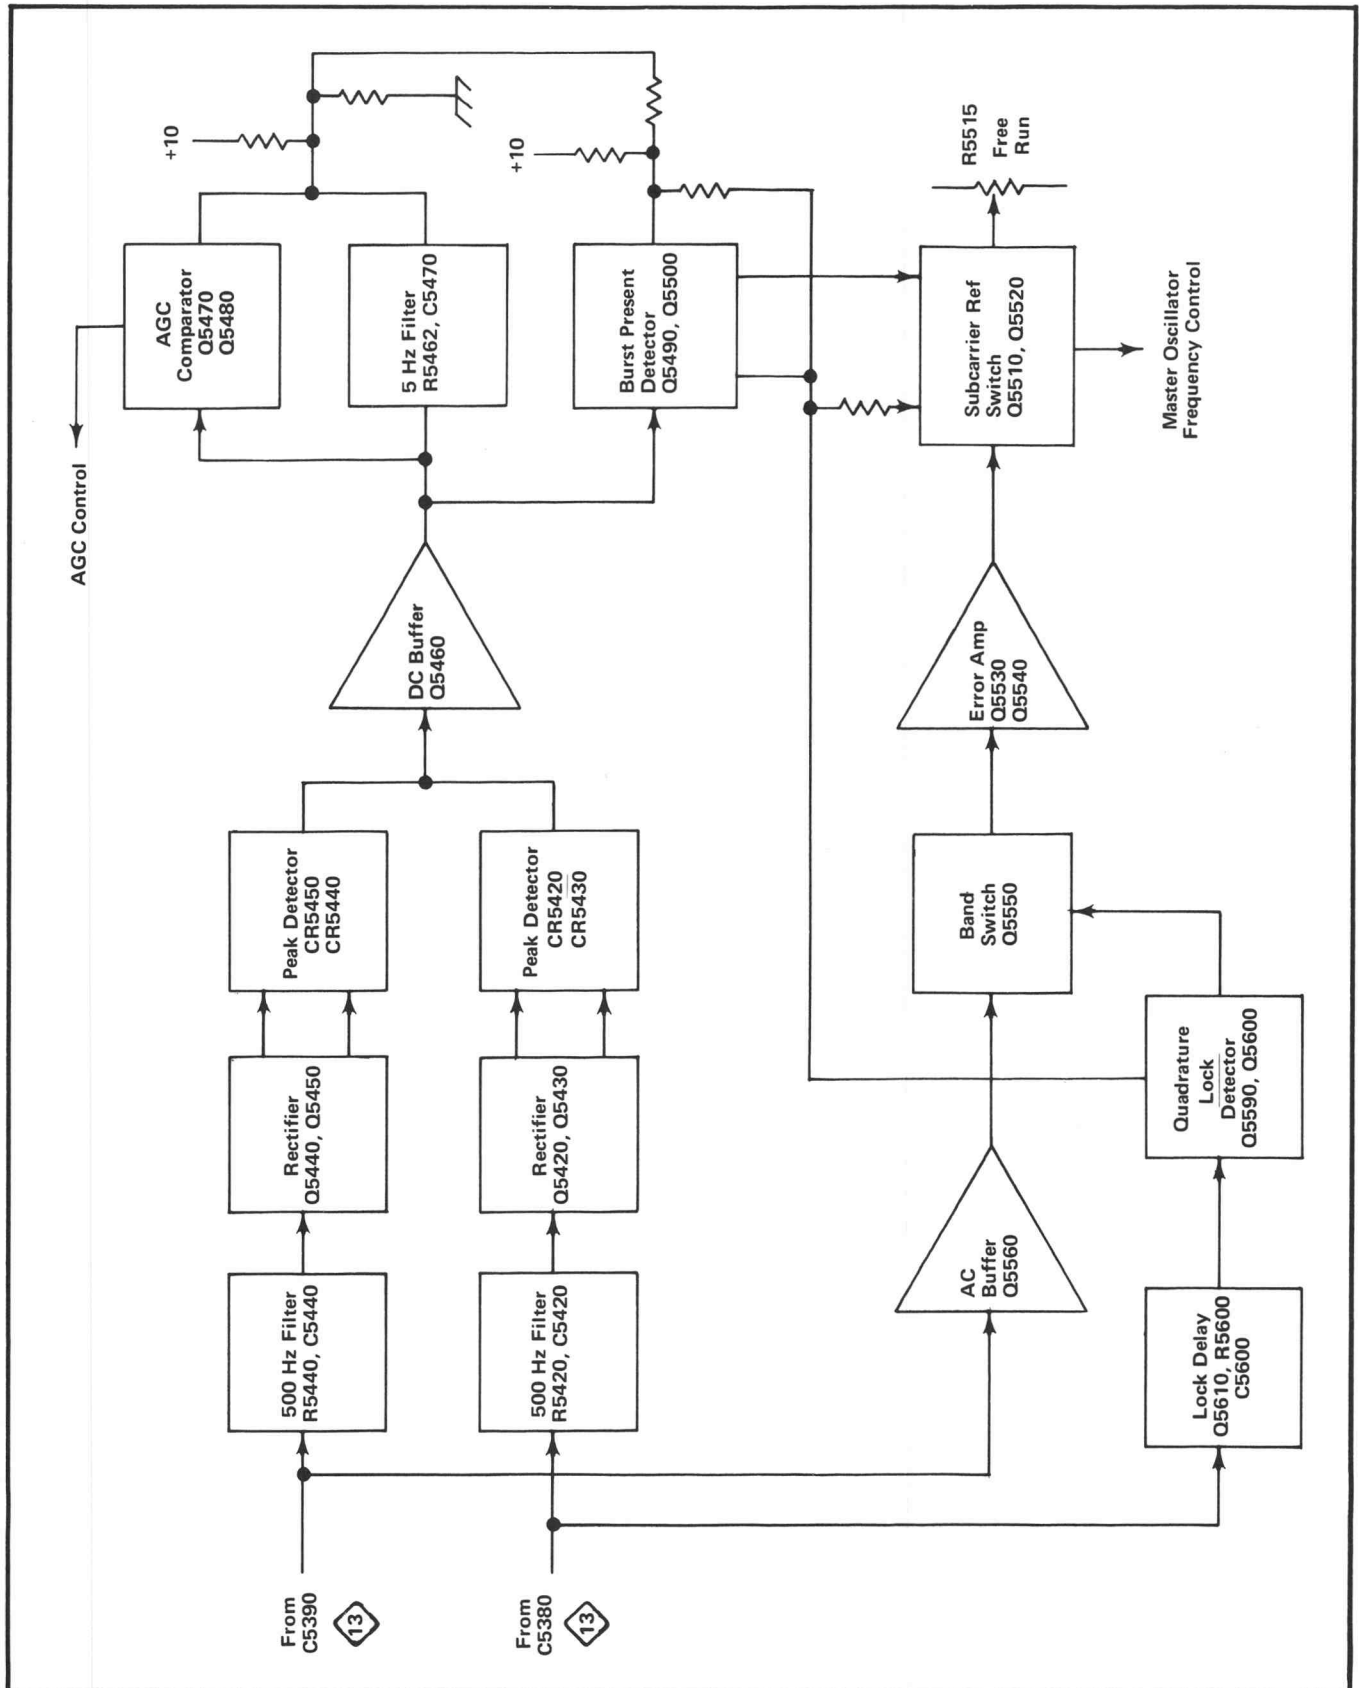 From
C5390
13
500 Hz Filter
R5440, C5440
Rectifier
Q5440, Q5450
Peak Detector
CR5450
CR5440
From
C5380
13
500 Hz Filter
R5420, C5420
Rectifier
Q5420, Q5430
Peak Detector
CR5420
CR5430
DC Buffer
Q5460
AGC Control
AGC
Comparator
Q5470
Q5480
5 Hz Filter
R5462, C5470
+10
Burst Present
Detector
Q5490, Q5500
+10
AC
Buffer
Q5560
Band
Switch
Q5550
Error Amp
Q5530
Q5540
Subcarrier Ref
Switch
Q5510, Q5520
R5515
Free
Run
Master Oscillator
Frequency Control
Lock Delay
Q5610, R5600
C5600
Quadrature
Lock
Detector
Q5590, Q5600